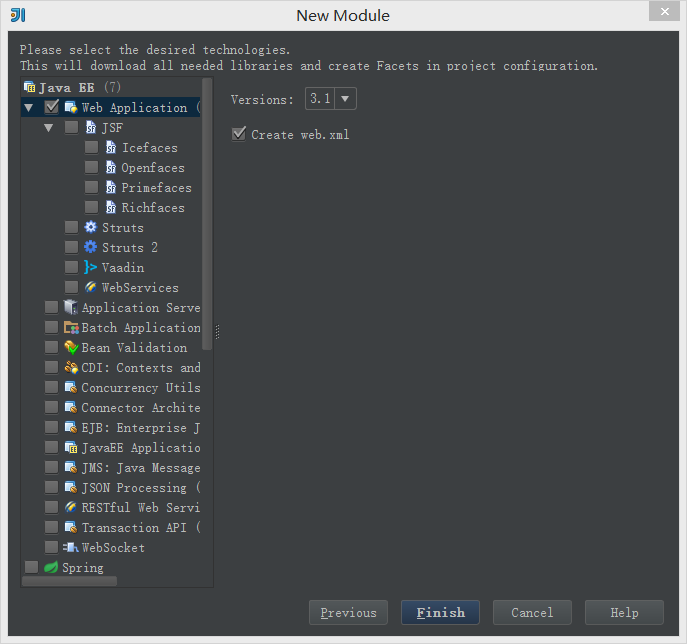 New Module
Please select the desired technologies.
This will download all needed libraries and create Facets in project configuration.
Java EE (7)
Web Application (
Versions: 3.1
JSF
Create web.xml
Icefaces
Openfaces
Primefaces
Richfaces
Struts
Struts 2
Vaadin
WebServices
Application Serve
Batch Application
Bean Validation
CDI: Contexts and
Concurrency Utils
Connector Archite
EJB: Enterprise J
JavaEE Applicatio
JMS: Java Message
JSON Processing (
RESTful Web Servi
Transaction API (
WebSocket
Spring
Previous Finish Cancel Help